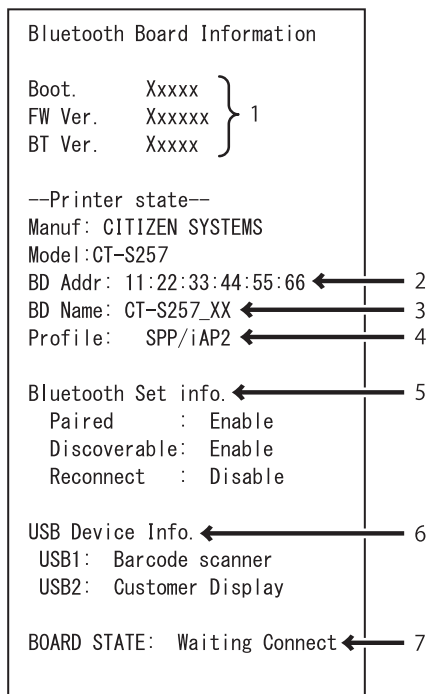 Bluetooth Board Information
Boot. Xxxxx
FW Ver. Xxxxxx
BT Ver. Xxxxx
1
--Printer state--
Manuf: CITIZEN SYSTEMS
Model:CT-S257
BD Addr: 11:22:33:44:55:66 2
BD Name: CT-S257_XX 3
Profile: SPP/iAP2 4
Bluetooth Set info. 5
Paired : Enable
Discoverable: Enable
Reconnect : Disable
USB Device Info. 6
USB1: Barcode scanner
USB2: Customer Display
BOARD STATE: Waiting Connect 7